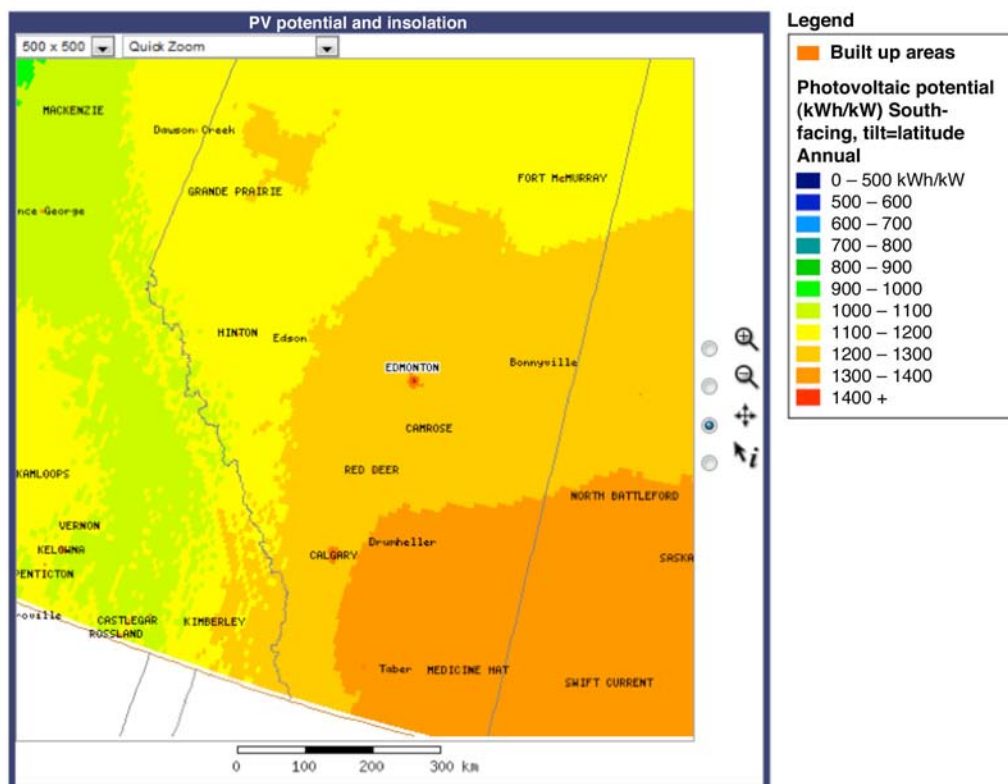 PV potential and insolation
500 x 500
Quick Zoom
MACKENZIE
Dawson Creek
GRANDE PRAIRIE
FORT McMURRAY
nce George
HINTON
Edson
EDMONTON
Bonnyville
CAMROSE
KAMLOOPS
RED DEER
NORTH BATTLEFORD
VERNON
KELOWNA
CALGARY
Drumheller
SASKA
PENTICTON
roville
CASTLEGAR
ROSSLAND
KIMBERLEY
Taber
MEDICINE HAT
SWIFT CURRENT
0 100 200 300 km
Legend
Built up areas
Photovoltaic potential
(kWh/kW) South-
facing, tilt=latitude
Annual
0 – 500 kWh/kW
500 – 600
600 – 700
700 – 800
800 – 900
900 – 1000
1000 – 1100
1100 – 1200
1200 – 1300
1300 – 1400
1400 +